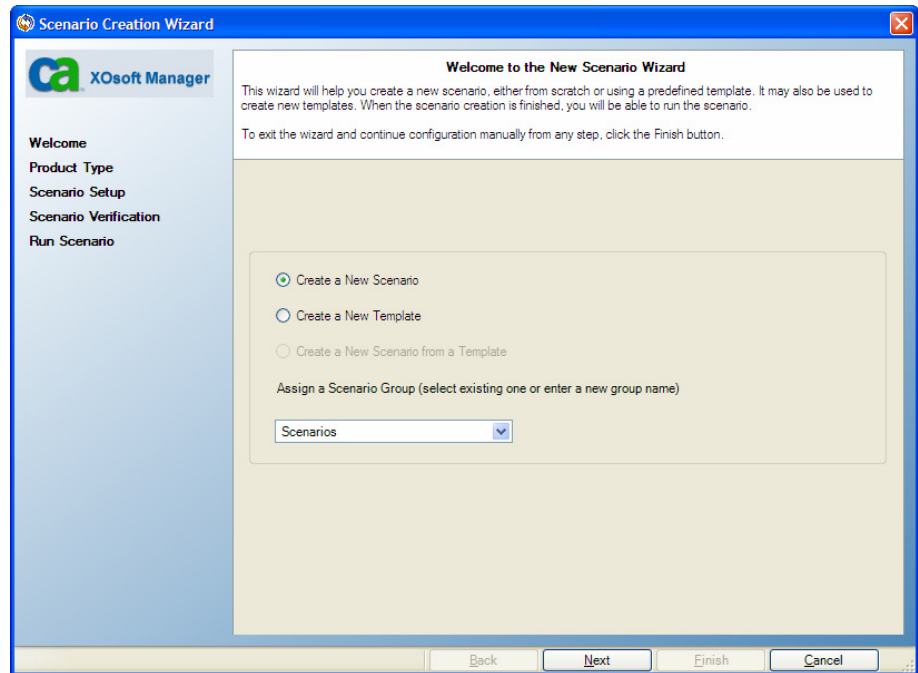 Scenario Creation Wizard
ca XOsoft Manager
Welcome
Product Type
Scenario Setup
Scenario Verification
Run Scenario
Welcome to the New Scenario Wizard
This wizard will help you create a new scenario, either from scratch or using a predefined template. It may also be used to
create new templates. When the scenario creation is finished, you will be able to run the scenario.
To exit the wizard and continue configuration manually from any step, click the Finish button.
Create a New Scenario
Create a New Template
Create a New Scenario from a Template
Assign a Scenario Group (select existing one or enter a new group name)
Scenarios
Back Next Finish Cancel